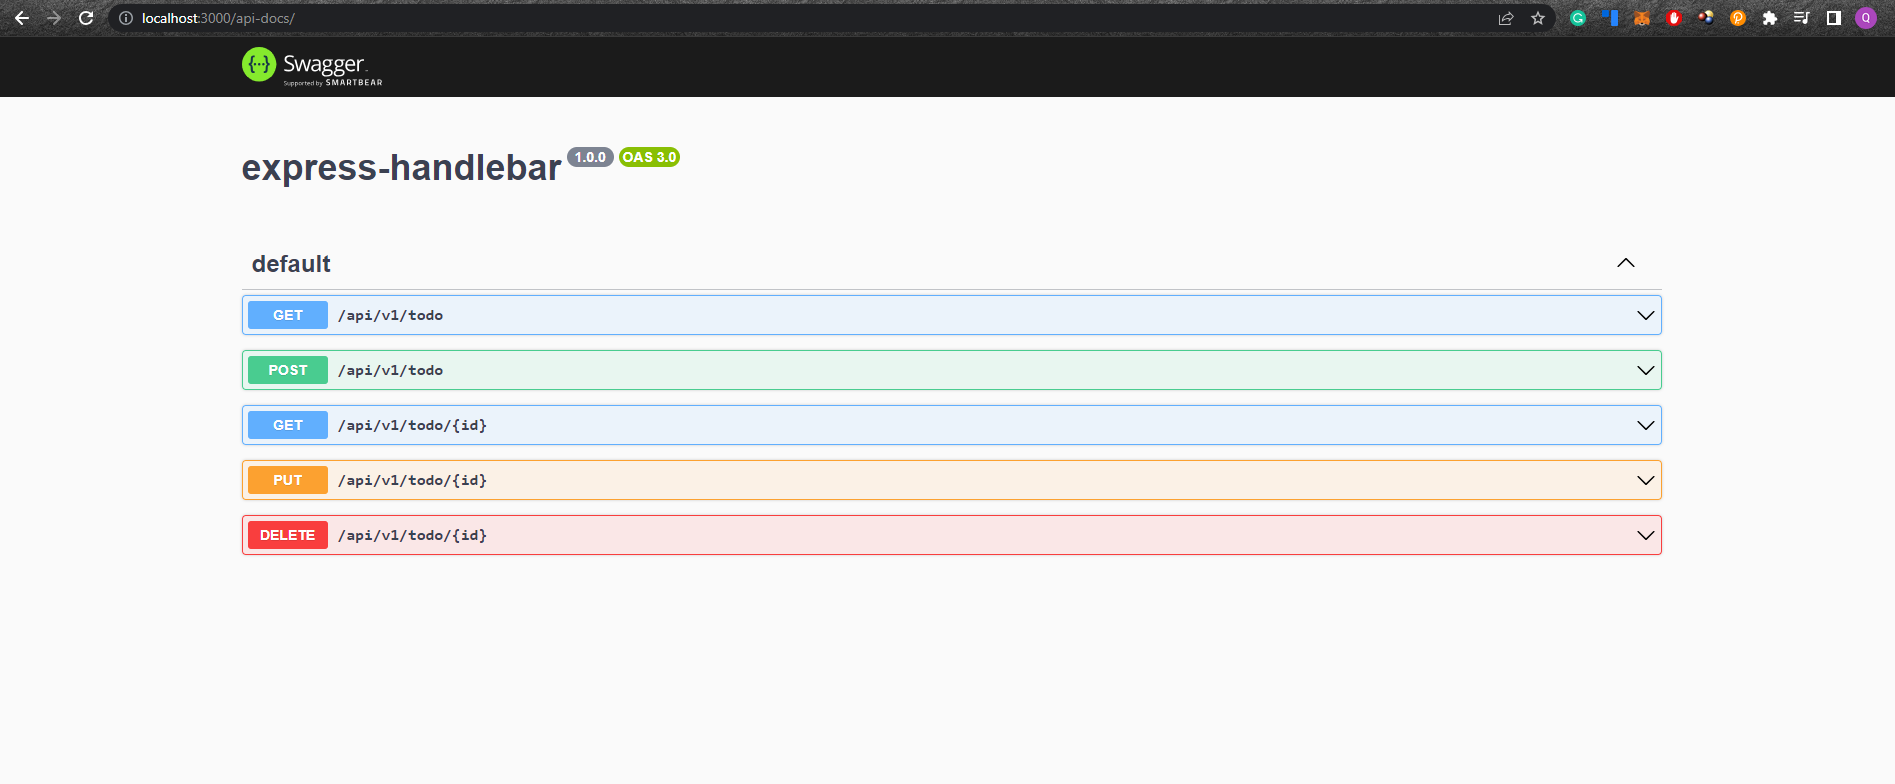 localhost:3000/api-docs/
Q
{···} Swagger.
Supported by SMARTBEAR
express-handlebar 1.0.0 OAS 3.0
default
GET /api/v1/todo
POST /api/v1/todo
GET /api/v1/todo/{id}
PUT /api/v1/todo/{id}
DELETE /api/v1/todo/{id}